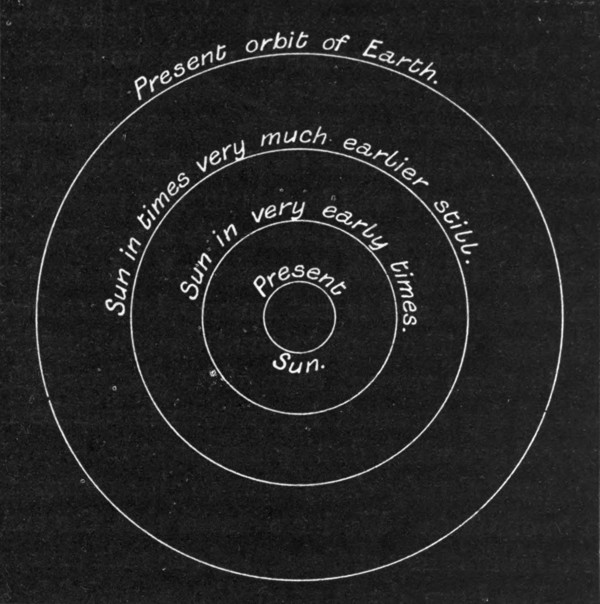 Present orbit of Earth.
Sun in times very much earlier still.
Sun in very early times.
Present
Sun.